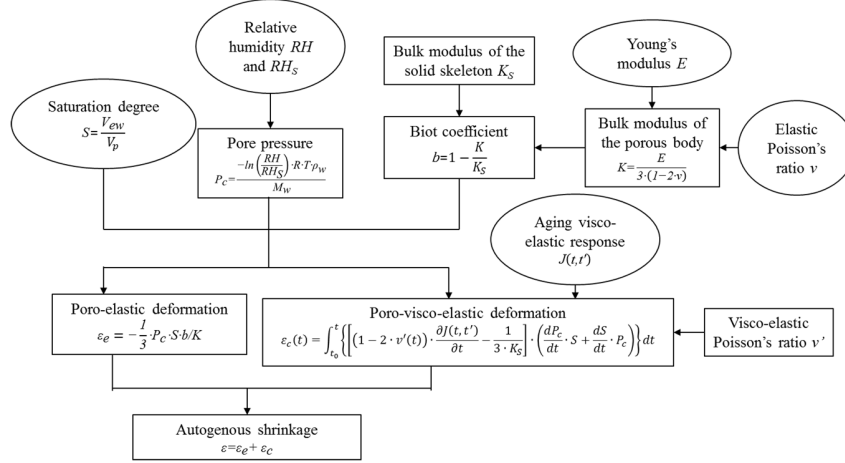 Relative
humidity RH
and RH_S
Bulk modulus of the
solid skeleton K_S
Young's
modulus E
Saturation degree
S=V_ew/V_p
Pore pressure
P_c=−ln(RH/RH_S)·R·T·ρ_w/M_w
Biot coefficient
b=1−K/K_S
Bulk modulus of
the porous body
K=E/3·(1−2·v)
Elastic
Poisson's
ratio v
Aging visco-
elastic response
J(t,t')
Poro-elastic deformation
ε_e = −1/3·P_c·S·b/K
Poro-visco-elastic deformation
ε_c(t) = ∫_{t_0}^{t} {[(1−2·v'(t))·∂J(t,t')/∂t − 1/3·K_S]·(dP_c/dt·S+dS/dt·P_c)}dt
Visco-elastic
Poisson's ratio v'
Autogenous shrinkage
ε=ε_e+ ε_c